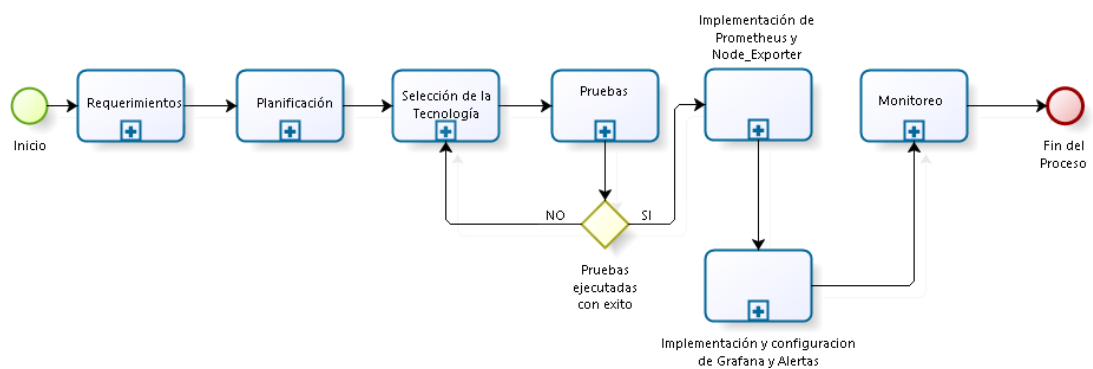 Inicio
Requerimientos
Planificación
Selección de la
Tecnología
Pruebas
NO
SI
Pruebas
ejecutadas
con exito
Implementación de
Prometheus y
Node_Exporter
Implementación y configuracion
de Grafana y Alertas
Monitoreo
Fin del
Proceso